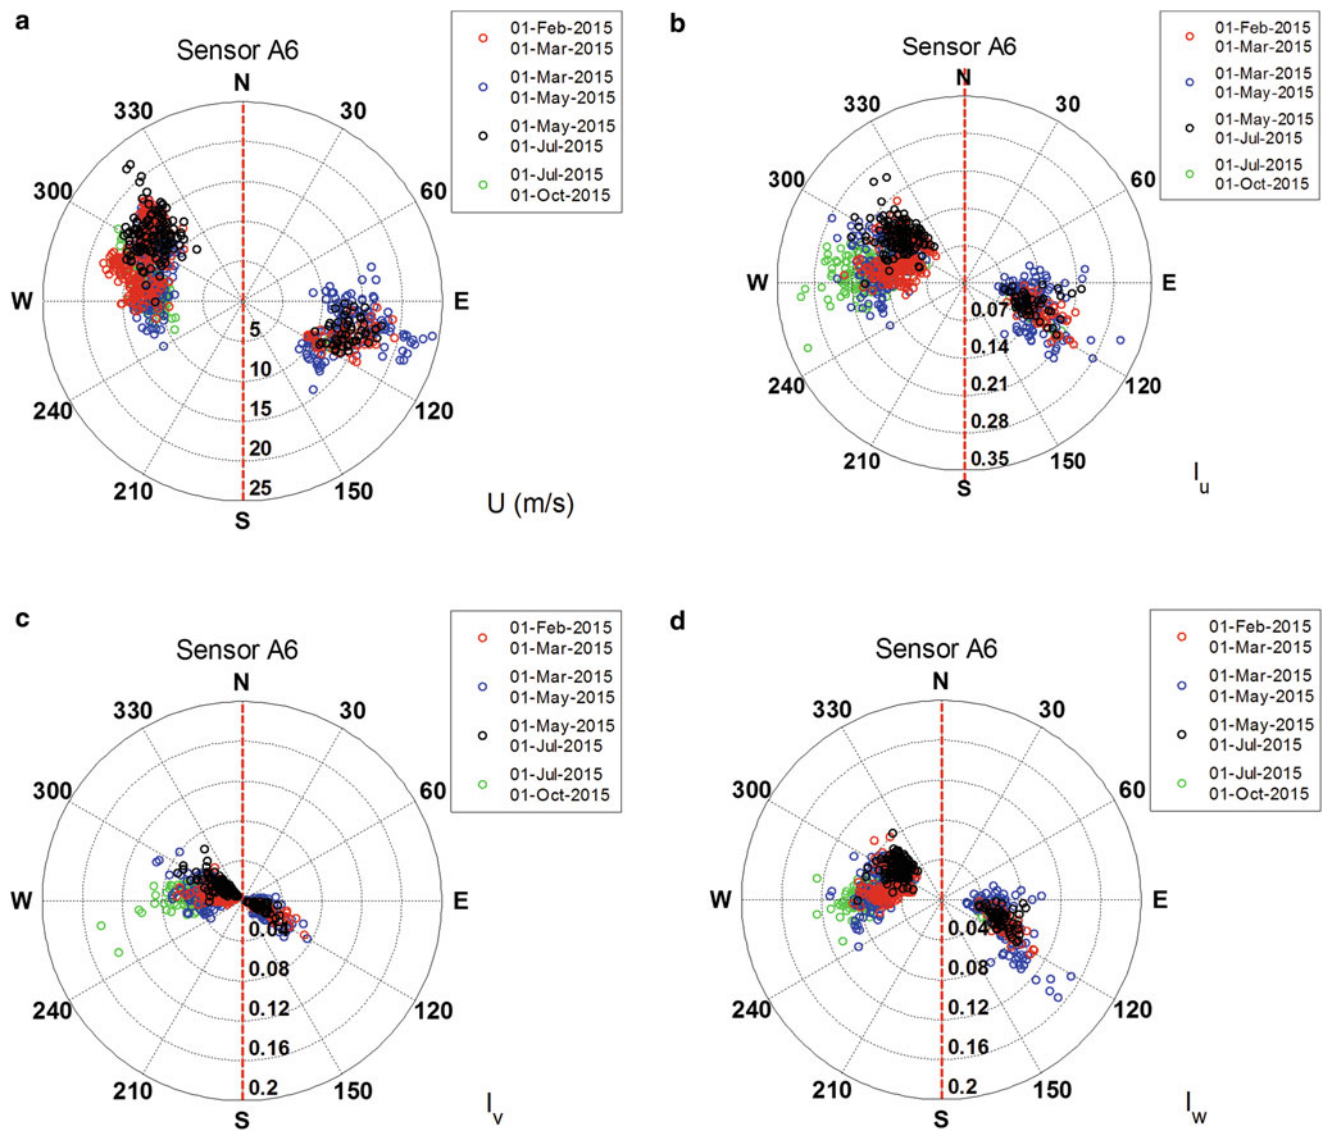 a
Sensor A6
01-Feb-2015
01-Mar-2015
01-Mar-2015
01-May-2015
01-May-2015
01-Jul-2015
01-Jul-2015
01-Oct-2015
N
330
30
300
60
W
E
5
10
15
20
25
240
120
210
150
S
U (m/s)
b
Sensor A6
01-Feb-2015
01-Mar-2015
01-Mar-2015
01-May-2015
01-May-2015
01-Jul-2015
01-Jul-2015
01-Oct-2015
N
330
30
300
60
W
E
0.07
0.14
0.21
0.28
0.35
240
120
210
150
S
I_u
c
Sensor A6
01-Feb-2015
01-Mar-2015
01-Mar-2015
01-May-2015
01-May-2015
01-Jul-2015
01-Jul-2015
01-Oct-2015
N
330
30
300
60
W
E
0.04
0.08
0.12
0.16
0.2
240
120
210
150
S
I_v
d
Sensor A6
01-Feb-2015
01-Mar-2015
01-Mar-2015
01-May-2015
01-May-2015
01-Jul-2015
01-Jul-2015
01-Oct-2015
N
330
30
300
60
W
E
0.04
0.08
0.12
0.16
0.2
240
120
210
150
S
I_w